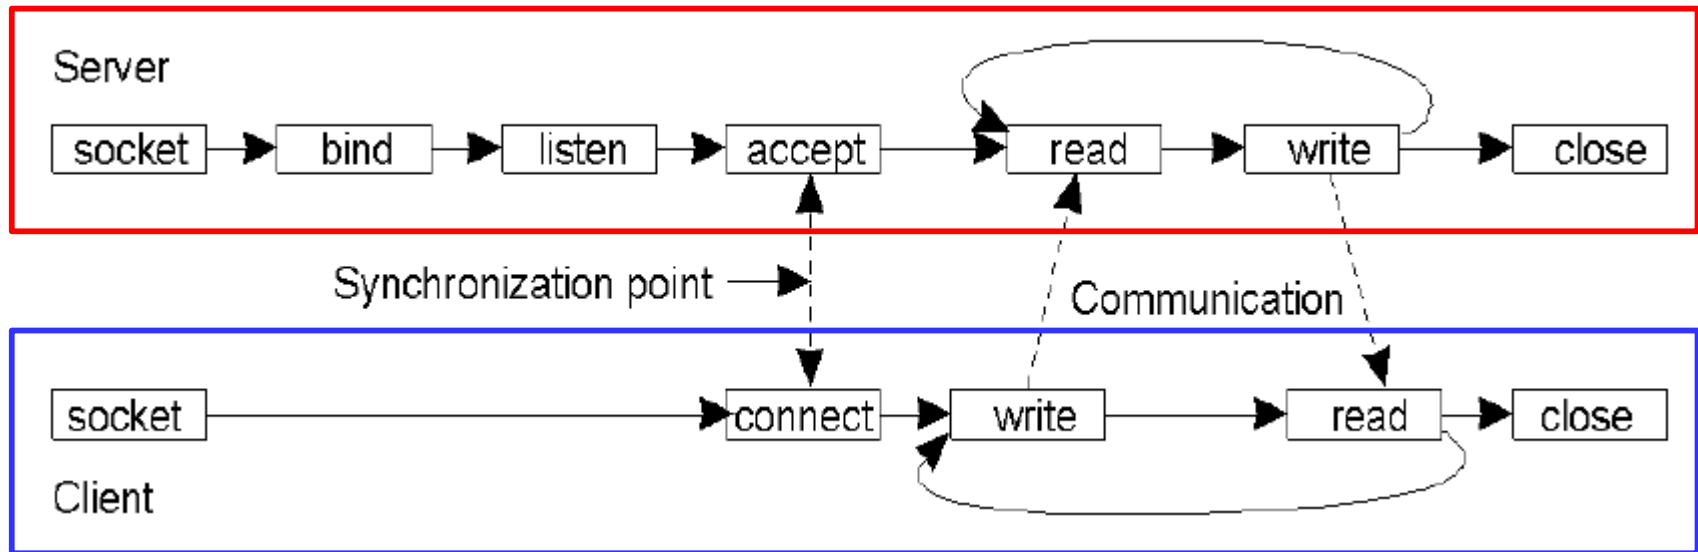 Server
socket bind listen accept read write close
Synchronization point
Communication
socket connect write read close
Client